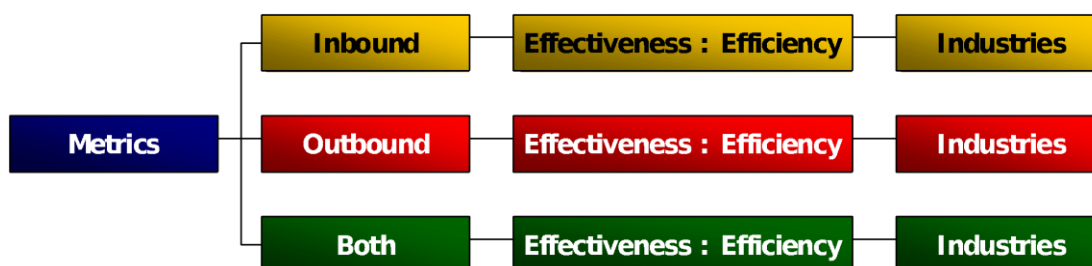 Inbound
Effectiveness : Efficiency
Industries
Metrics
Outbound
Effectiveness : Efficiency
Industries
Both
Effectiveness : Efficiency
Industries